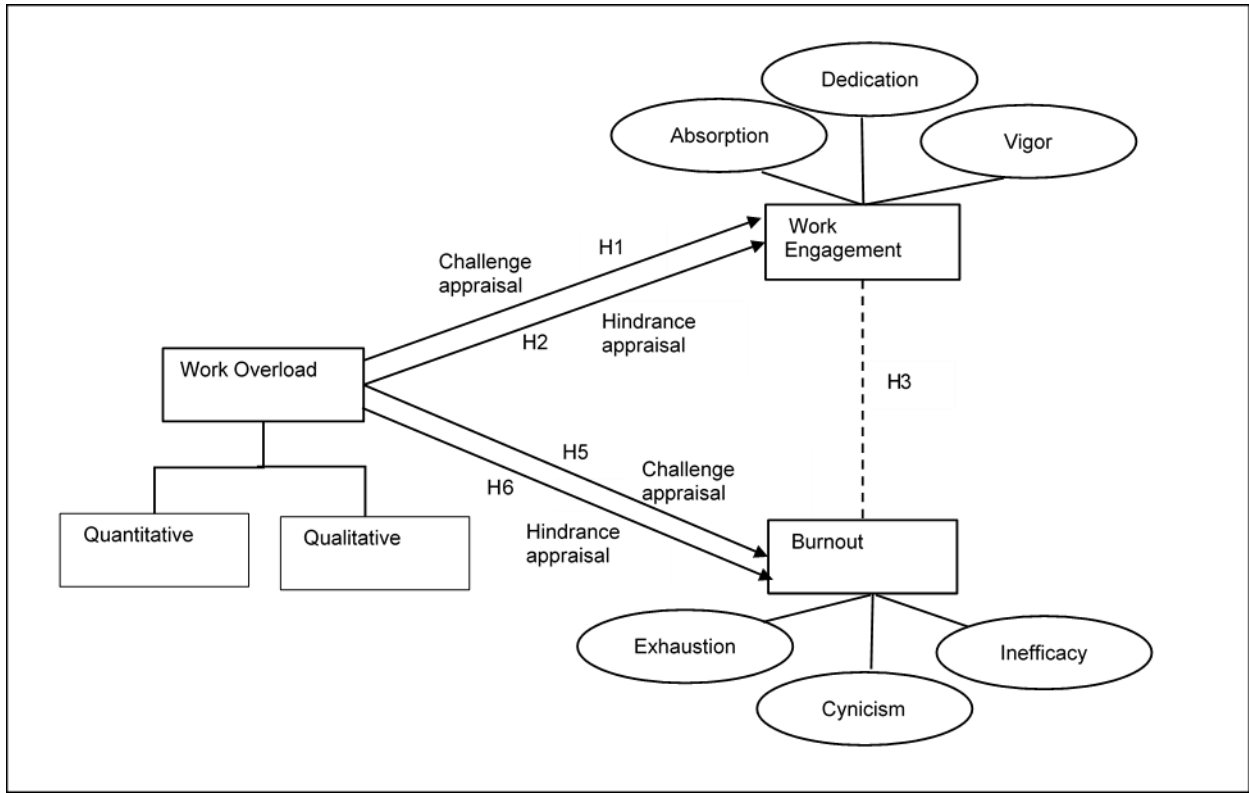 Dedication
Absorption
Vigor
Work
Engagement
H1
Challenge
appraisal
Hindrance
appraisal
H2
Work Overload
H3
H5
Challenge
appraisal
H6
Hindrance
appraisal
Quantitative
Qualitative
Burnout
Exhaustion
Inefficacy
Cynicism